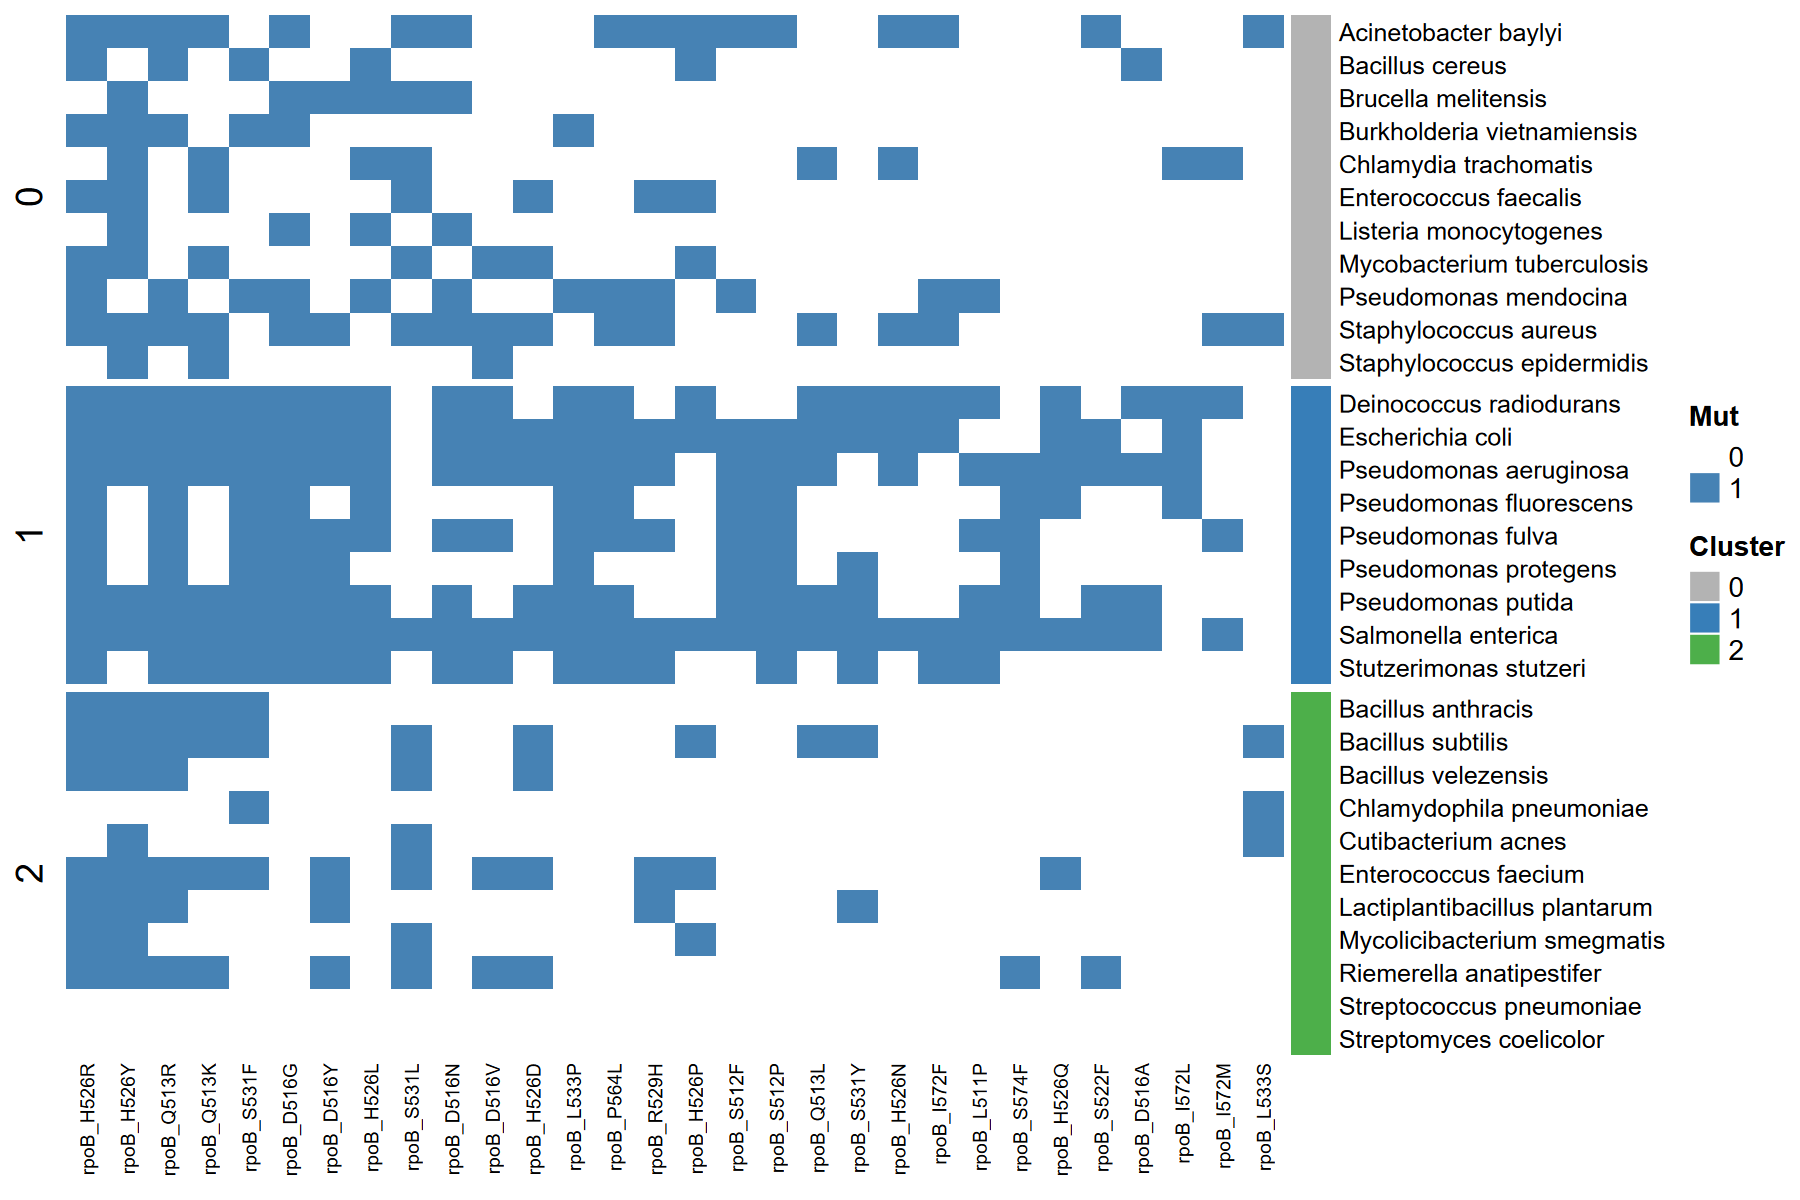 0
Acinetobacter baylyi
Bacillus cereus
Brucella melitensis
Burkholderia vietnamiensis
Chlamydia trachomatis
Enterococcus faecalis
Listeria monocytogenes
Mycobacterium tuberculosis
Pseudomonas mendocina
Staphylococcus aureus
Staphylococcus epidermidis
1
Deinococcus radiodurans
Escherichia coli
Pseudomonas aeruginosa
Pseudomonas fluorescens
Pseudomonas fulva
Pseudomonas protegens
Pseudomonas putida
Salmonella enterica
Stutzerimonas stutzeri
2
Bacillus anthracis
Bacillus subtilis
Bacillus velezensis
Chlamydophila pneumoniae
Cutibacterium acnes
Enterococcus faecium
Lactiplantibacillus plantarum
Mycolicibacterium smegmatis
Riemerella anatipestifer
Streptococcus pneumoniae
Streptomyces coelicolor
rpoB_H526R
rpoB_H526Y
rpoB_Q513R
rpoB_Q513K
rpoB_S531F
rpoB_D516G
rpoB_D516Y
rpoB_H526L
rpoB_S531L
rpoB_D516N
rpoB_D516V
rpoB_H526D
rpoB_L533P
rpoB_P564L
rpoB_R529H
rpoB_H526P
rpoB_S512F
rpoB_S512P
rpoB_Q513L
rpoB_S531Y
rpoB_H526N
rpoB_I572F
rpoB_L511P
rpoB_S574F
rpoB_H526Q
rpoB_S522F
rpoB_D516A
rpoB_I572L
rpoB_I572M
rpoB_L533S
Mut
0
1
Cluster
0
1
2